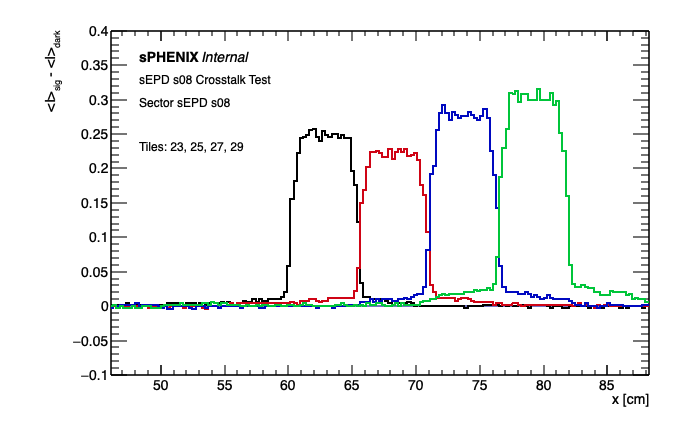 <I>sig - <I>dark
0.4
0.35
0.3
0.25
0.2
0.15
0.1
0.05
0
−0.05
−0.1
sPHENIX Internal
sEPD s08 Crosstalk Test
Sector sEPD s08
Tiles: 23, 25, 27, 29
50 55 60 65 70 75 80 85
x [cm]